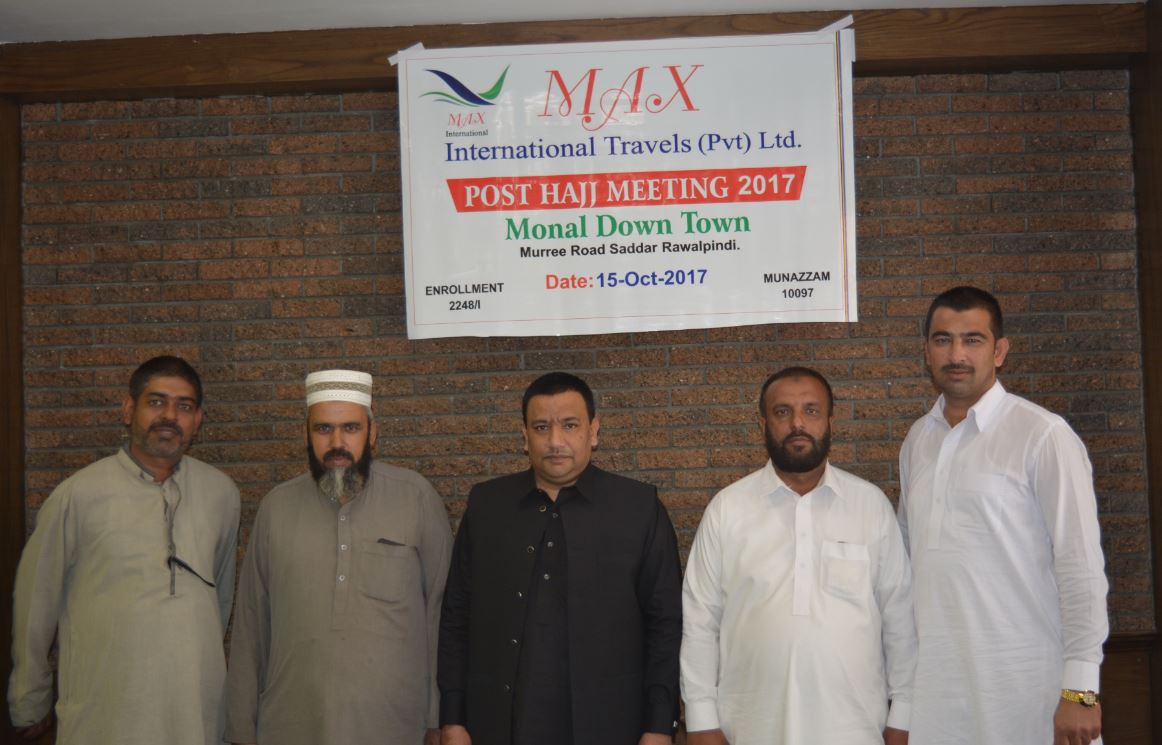 MAX
International
MAX
International Travels (Pvt) Ltd.
POST HAJJ MEETING 2017
Monal Down Town
Murree Road Saddar Rawalpindi.
Date: 15-Oct-2017
ENROLLMENT
2248/I
MUNAZZAM
10097